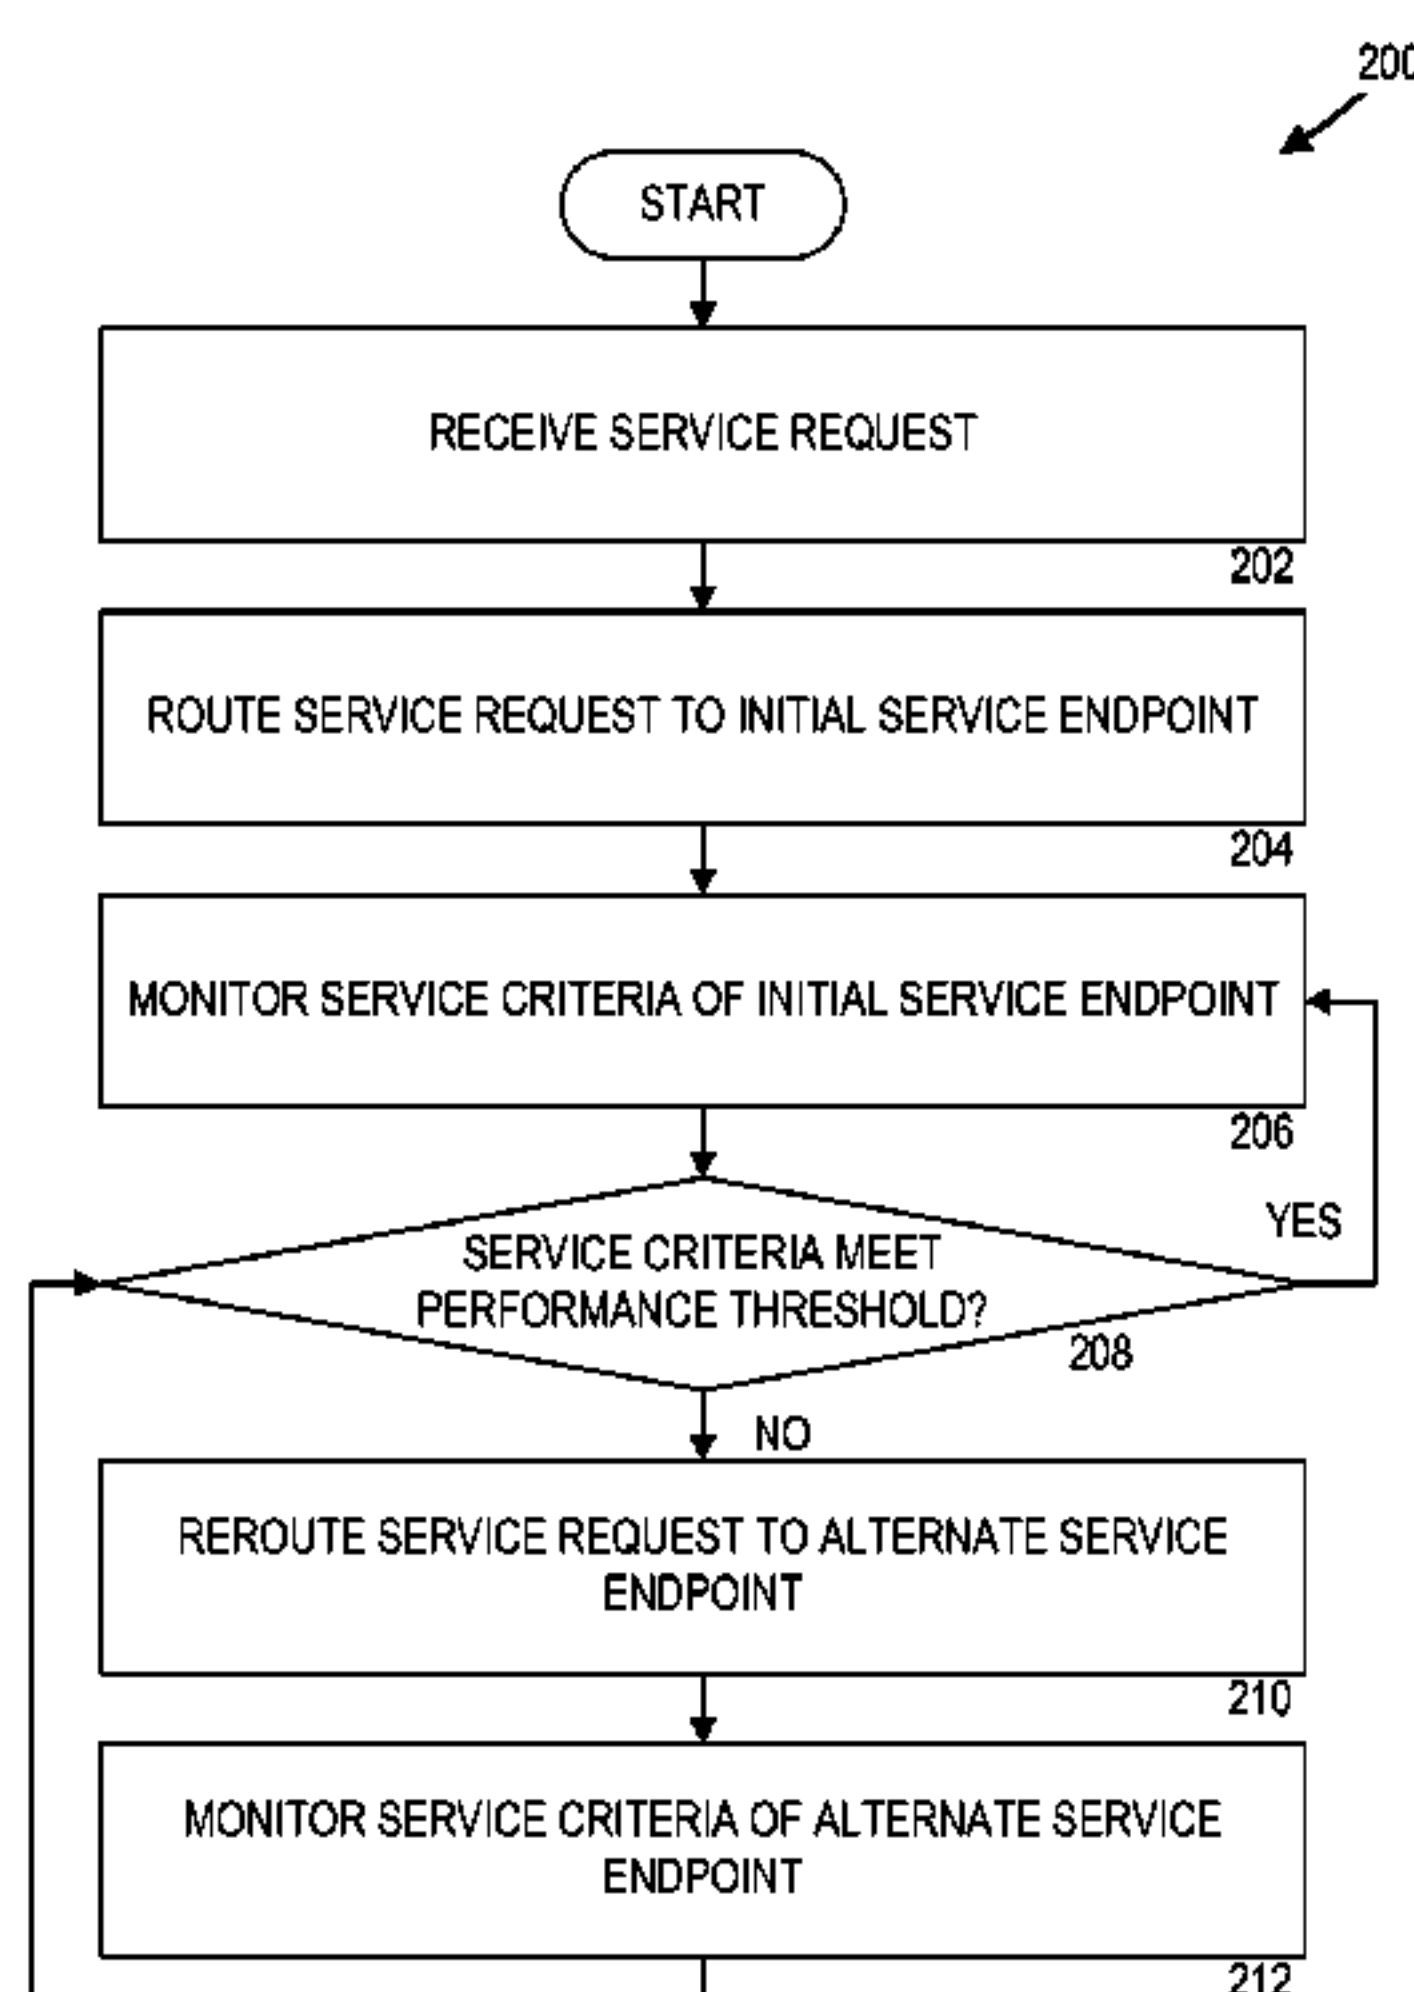 200
START
RECEIVE SERVICE REQUEST
202
ROUTE SERVICE REQUEST TO INITIAL SERVICE ENDPOINT
204
MONITOR SERVICE CRITERIA OF INITIAL SERVICE ENDPOINT
206
YES
SERVICE CRITERIA MEET
PERFORMANCE THRESHOLD?
208
NO
REROUTE SERVICE REQUEST TO ALTERNATE SERVICE
ENDPOINT
210
MONITOR SERVICE CRITERIA OF ALTERNATE SERVICE
ENDPOINT
212